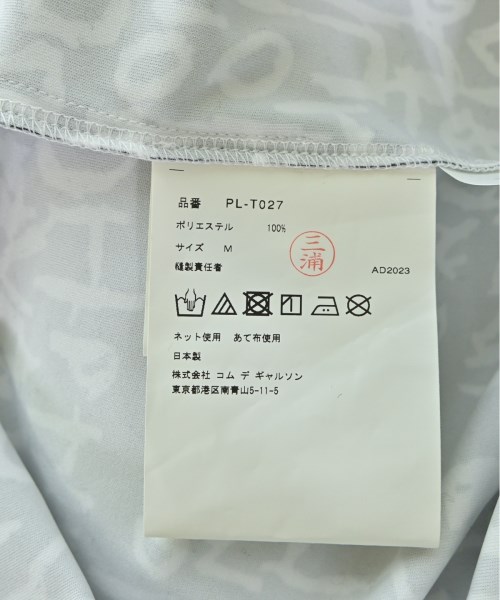 品番 PL-T027
ポリエステル 100%
サイズ M
三浦
縫製責任者
AD2023
ネット使用 あて布使用
日本製
株式会社 コム デ ギャルソン
東京都港区南青山5-11-5